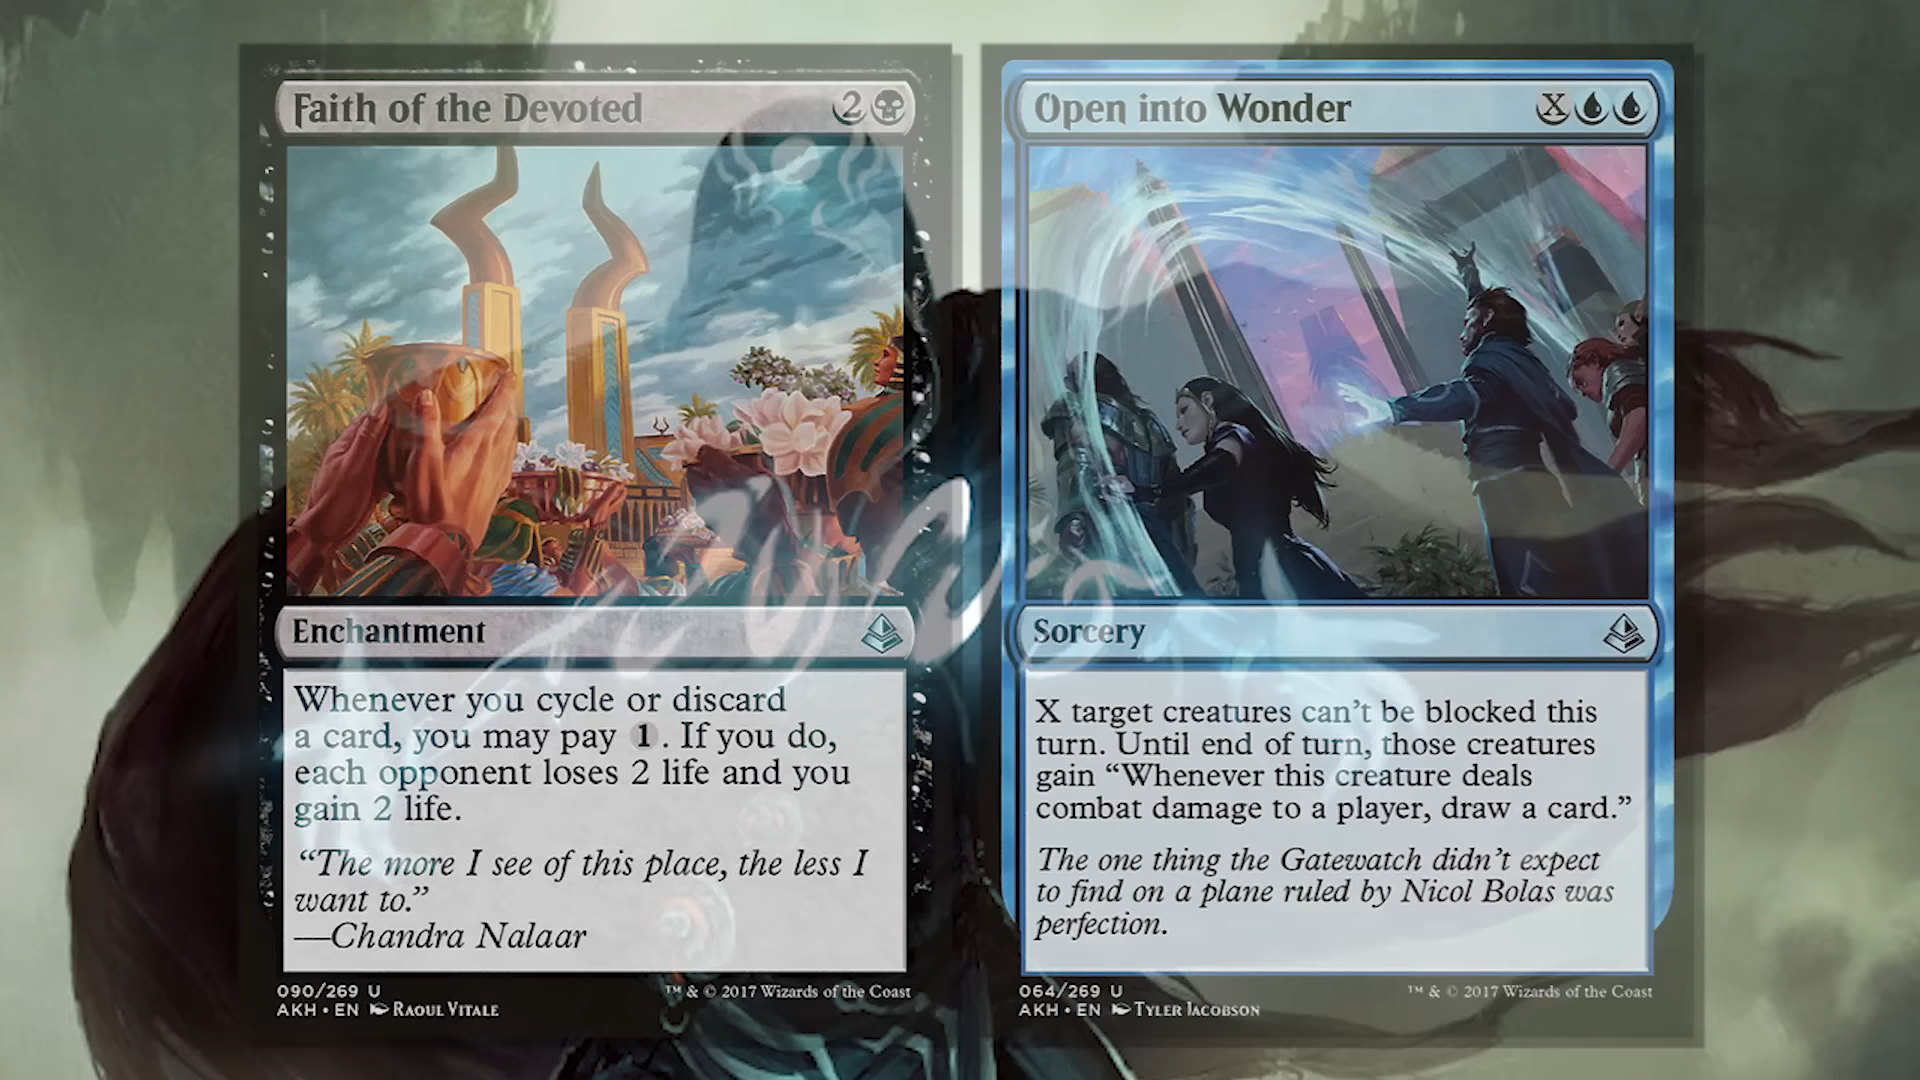 Faith of the Devoted 2
Whenever you cycle or discard
a card, you may pay 1. If you do,
each opponent loses 2 life and you
gain 2 life.
Enchantment
“The more I see of this place, the less I
want to.”
—Chandra Nalaar
090/269 U
AKH • EN Raoul Vitale
™ & © 2017 Wizards of the Coast
Open into Wonder X
Sorcery
X target creatures can’t be blocked this
turn. Until end of turn, those creatures
gain “Whenever this creature deals
combat damage to a player, draw a card.”
The one thing the Gatewatch didn’t expect
to find on a plane ruled by Nicol Bolas was
perfection.
064/269 U
AKH • EN Tyler Jacobson
™ & © 2017 Wizards of the Coast